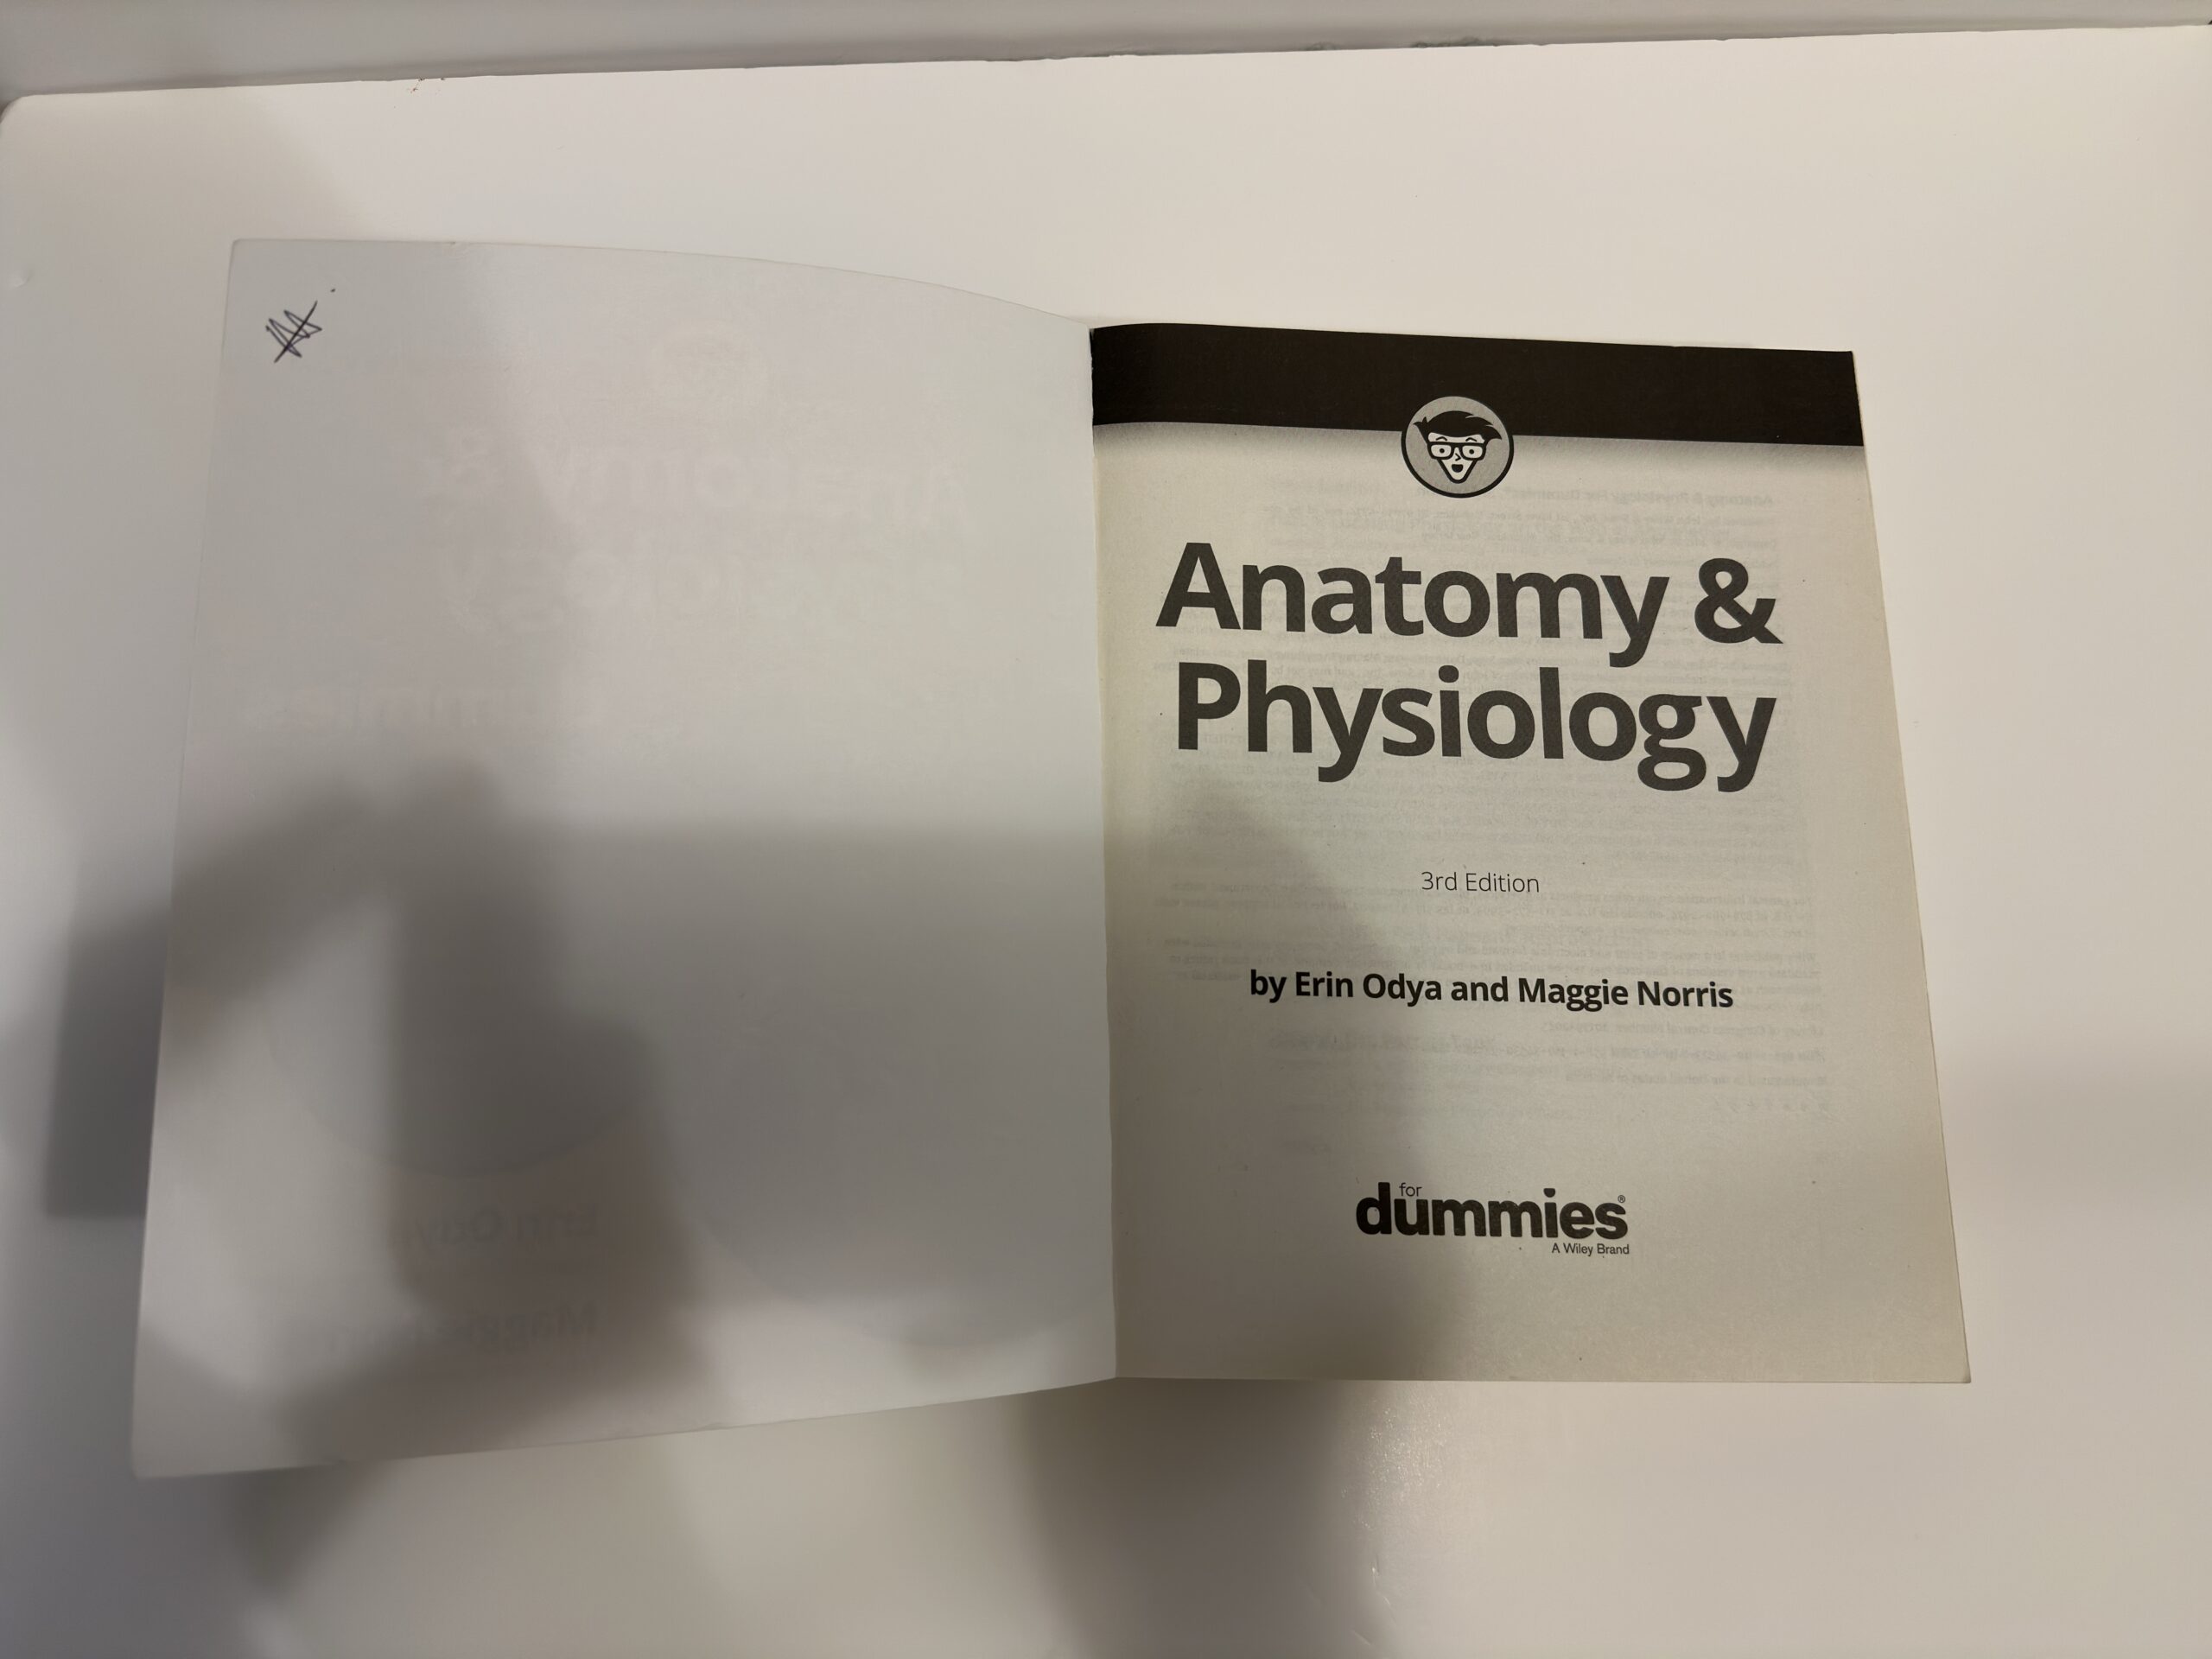 Anatomy &
Physiology
3rd Edition
by Erin Odya and Maggie Norris
for
dummies®
A Wiley Brand